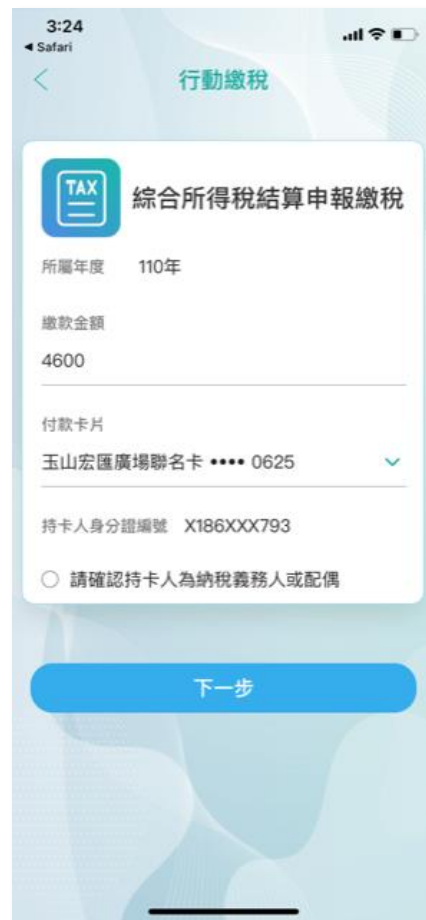 3:24
◀ Safari
行動繳稅
TAX
綜合所得稅結算申報繳稅
所屬年度 110年
繳款金額
4600
付款卡片
玉山宏匯廣場聯名卡 •••• 0625
持卡人身分證編號 X186XXX793
請確認持卡人為納稅義務人或配偶
下一步